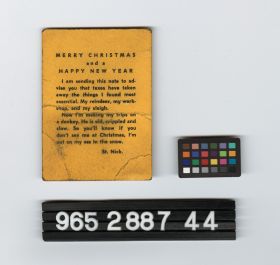 MERRY CHRISTMAS
and a
HAPPY NEW YEAR
I am sending this note to ad-
vise you that taxes have taken
away the things I found most
essential. My reindeer, my work-
shop, and my sleigh.
Now I'm making my trips on
a donkey. He is old, crippled and
slow. So you'll know if you
don't see me at Christmas, I'm
out on my ass in the snow.
St. Nick.
965 2887 44